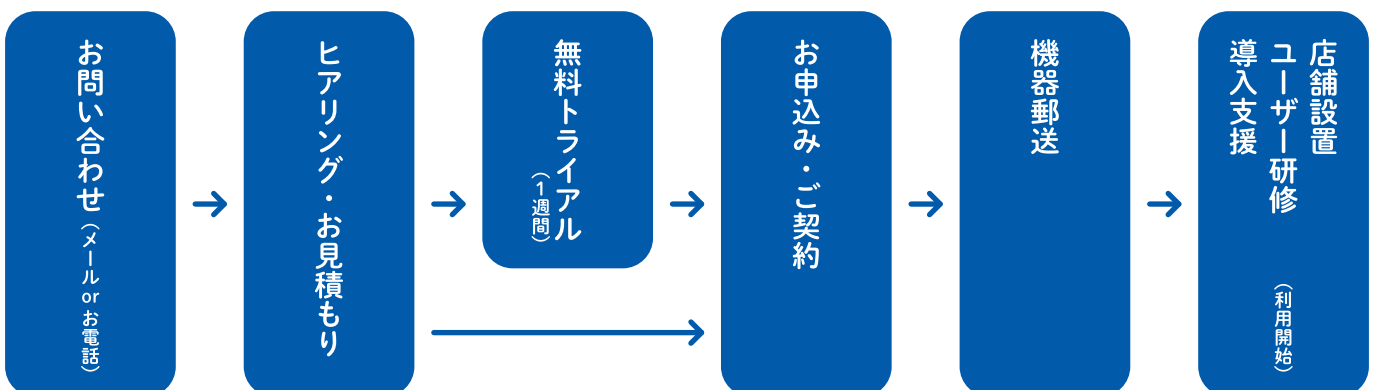 お問い合わせ（メールorお電話）
ヒアリング・お見積もり
無料トライアル
（1週間）
お申込み・ご契約
機器郵送
店舗設置
ユーザー研修
（利用開始）
導入支援